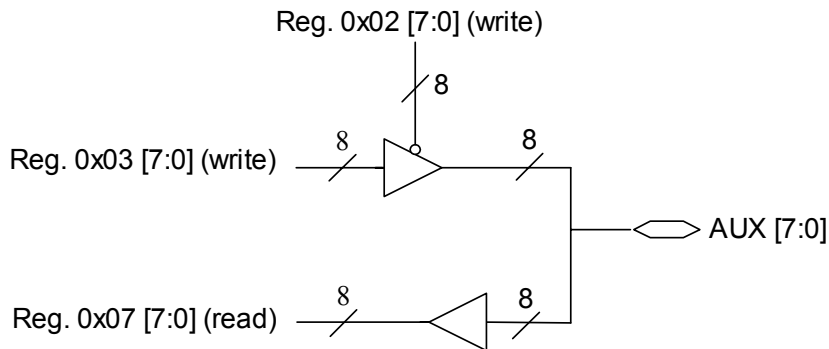 Reg. 0x02 [7:0] (write)
8
8
Reg. 0x03 [7:0] (write)
8
AUX [7:0]
8
8
Reg. 0x07 [7:0] (read)